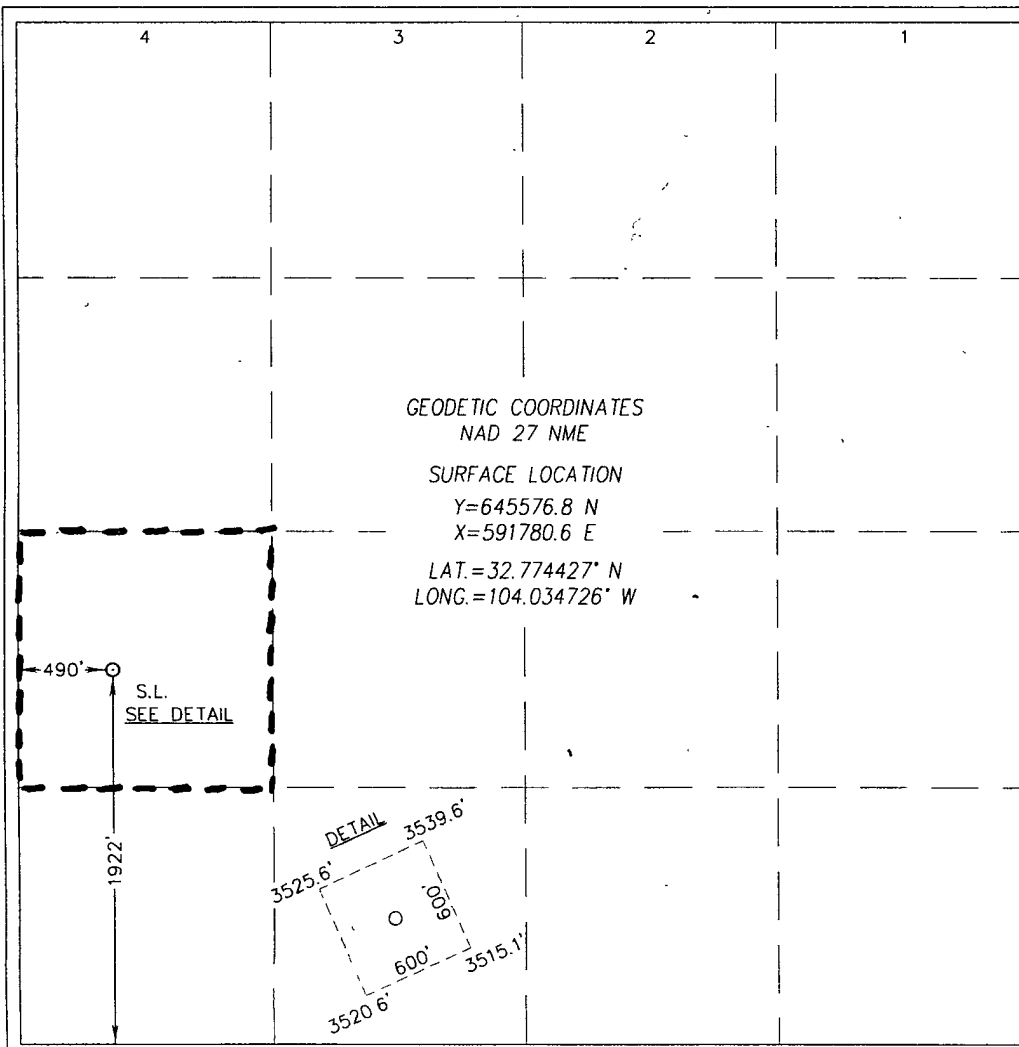 4 3 2 1
GEODETIC COORDINATES
NAD 27 NME
SURFACE LOCATION
Y=645576.8 N
X=591780.6 E
LAT.=32.774427° N
LONG.=104.034726° W
490'
S.L.
SEE DETAIL
1922'
DETAIL
3539.6'
3525.6'
600'
600'
3515.1'
3520 6'